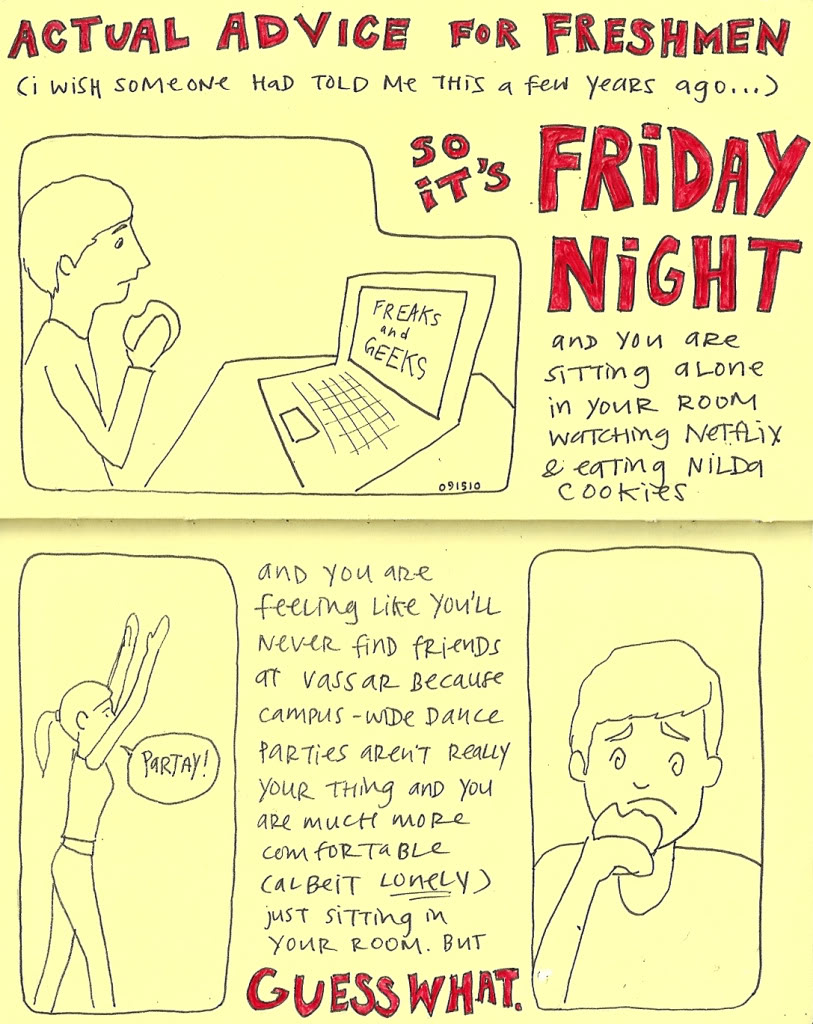 ACTUAL ADVICE FOR FRESHMEN
(i WISH SOMEONE HAD TOLD ME THIS a few years ago...)
SO
iT'S
FRiDAY
NiGHT
and you are
sitting alone
in your room
watching Netflix
& eating Nilda
cookies
FREAKS
and
GEEKS
091510
and you are
feeling like you'll
never find friends
at Vassar because
campus-wide dance
parties aren't really
your thing and you
are much more
comfortable
(albeit lonely)
just sitting in
your room. But
GUESS WHAT.
PARTAY!